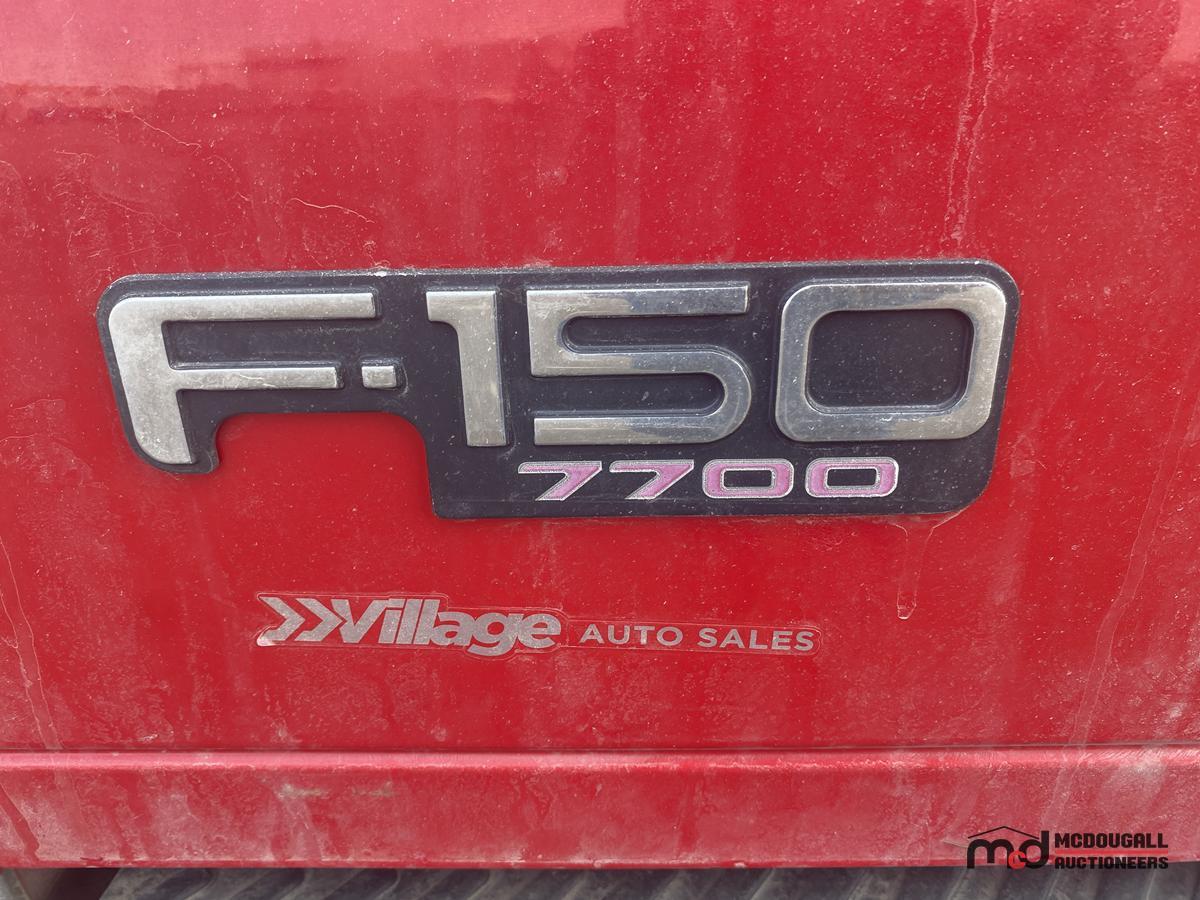 F-150
7700
Village AUTO SALES
m&d MCDOUGALL
AUCTIONEERS